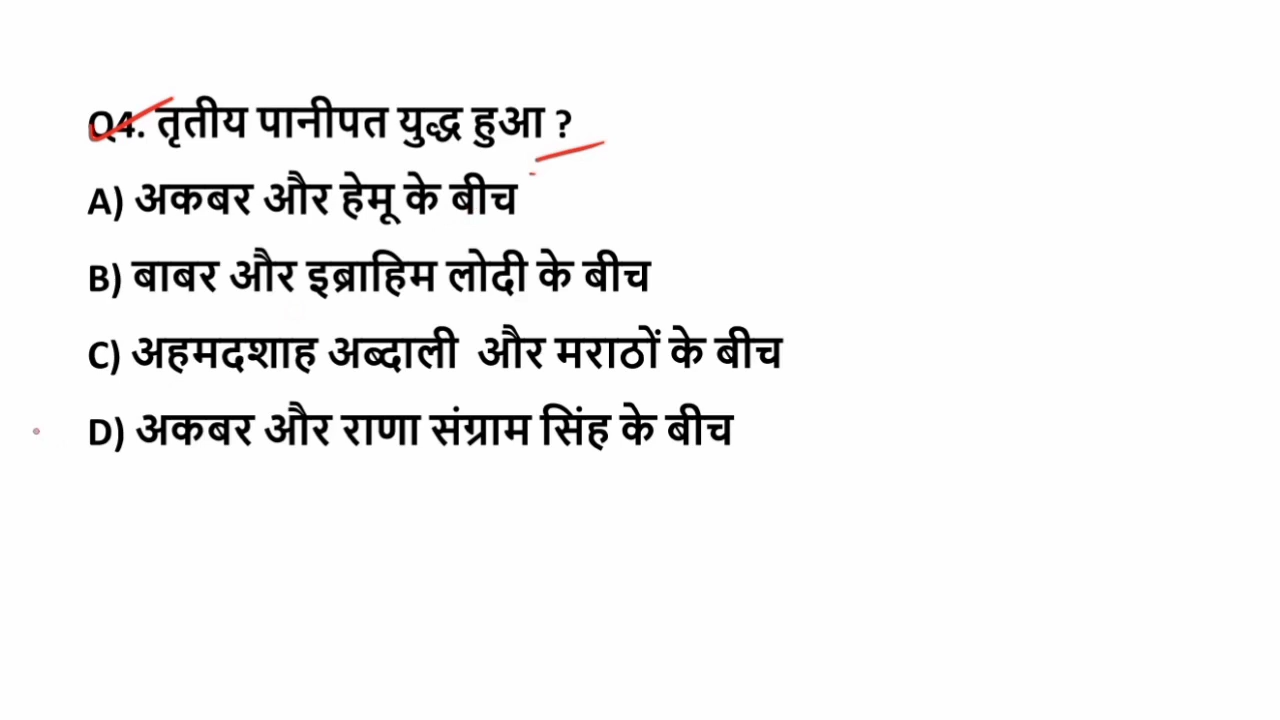 Q4. तृतीय पानीपत युद्ध हुआ ?
A) अकबर और हेमू के बीच
B) बाबर और इब्राहिम लोदी के बीच
C) अहमदशाह अब्दाली और मराठों के बीच
D) अकबर और राणा संग्राम सिंह के बीच